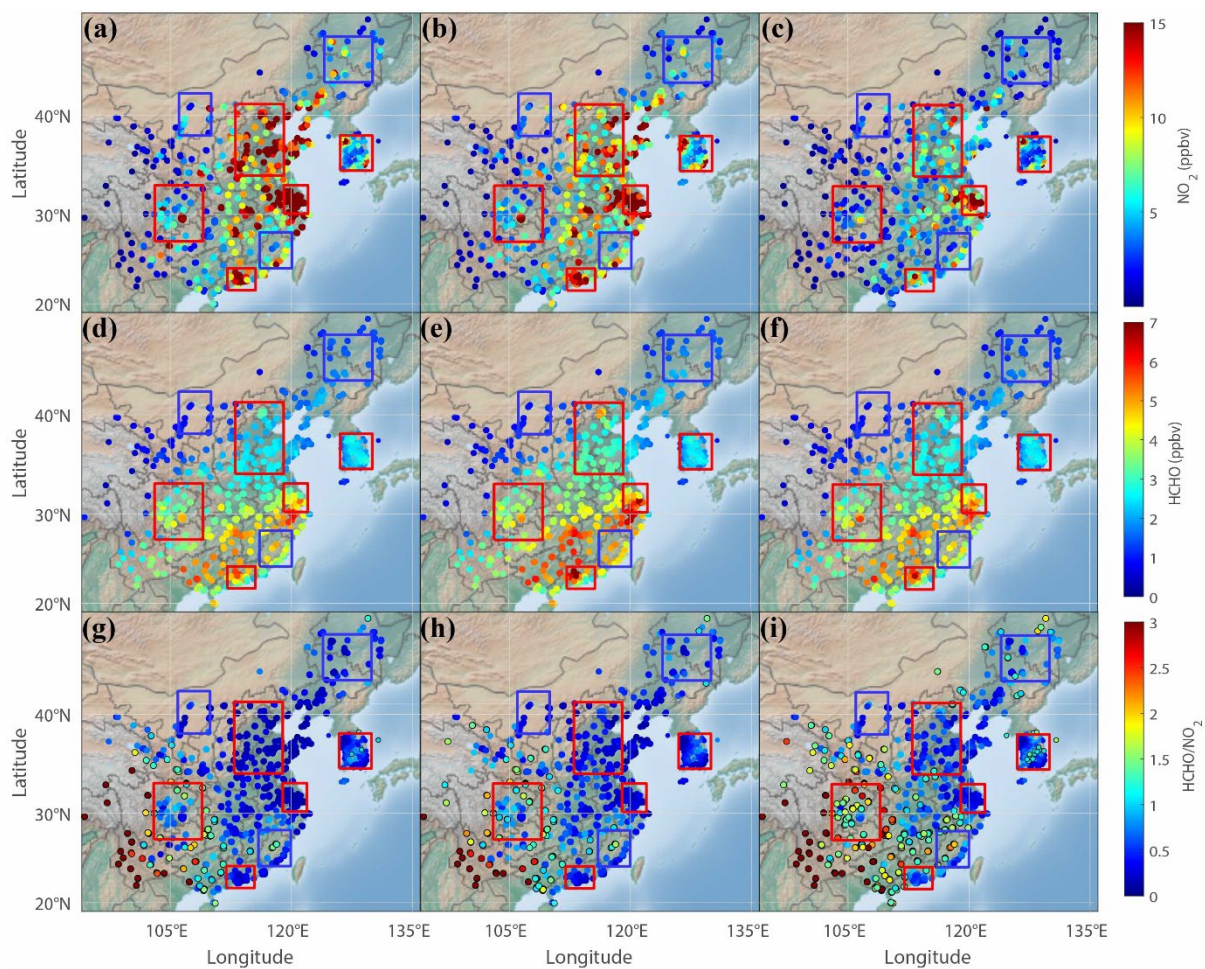 (a)
(b)
(c)
15
10
5
NO2 (ppbv)
40°N
30°N
20°N
Latitude
(d)
(e)
(f)
7
6
5
4
3
2
1
0
HCHO (ppbv)
40°N
30°N
20°N
Latitude
(g)
(h)
(i)
3
2.5
2
1.5
1
0.5
0
HCHO/NO2
40°N
30°N
20°N
Latitude
105°E
120°E
135°E
105°E
120°E
135°E
105°E
120°E
135°E
Longitude
Longitude
Longitude